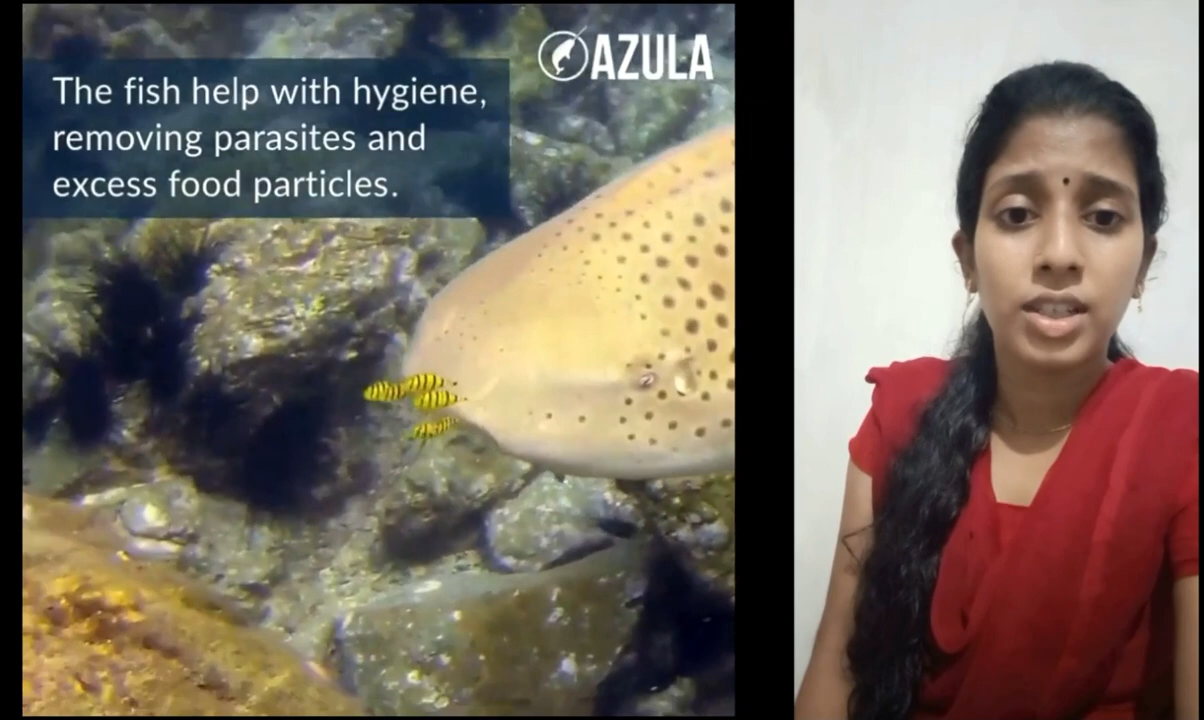 AZULA
The fish help with hygiene,
removing parasites and
excess food particles.